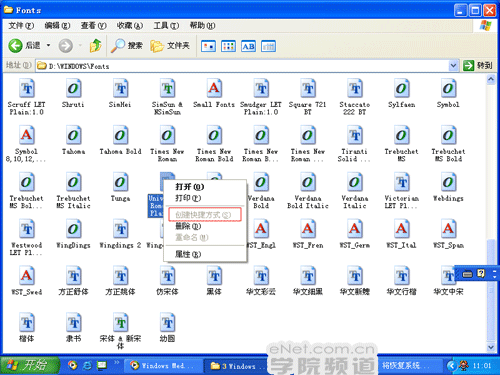 Fonts
文件(F) 编辑(E) 查看(V) 收藏(A) 工具(T) 帮助(H)
后退 搜索 文件夹
地址(D) D:\WINDOWS\Fonts 转到
Scruff LET Plain:1.0
Shruti
SimHei
SimSun & NSimSun
Small Fonts
Smudger LET Plain:1.0
Square 721 BT
Staccato 222 BT
Sylfaen
Symbol
Symbol 8,10,12,...
Tahoma
Tahoma Bold
Times New Roman
Times New Roman Bold
Times New Roman B...
Times New Roman I...
Tiranti Solid ...
Trebuchet MS
Trebuchet MS Bold
Trebuchet MS B...
Trebuchet MS Italic
Tunga
Univ
Roman
Plain
Verdana Bold
Verdana Bold Italic
Verdana Italic
Victorian LET Pl...
Webdings
Westwood LET Pl...
WingDings
Wingdings 2
Wing
WST_Engl
WST_Fren
WST_Germ
WST_Ital
WST_Span
打开(O)
打印(P)
创建快捷方式(S)
删除(D)
重命名(M)
属性(R)
WST_Swed
方正舒体
方正姚体
仿宋体
黑体
华文彩云
华文细黑
华文新魏
华文行楷
华文中宋
楷体
隶书
宋体 & 新宋体
幼圆
eNet.com.cn
学院频道
开始 Windows Med... 3 Windows ... 将恢复系统... 11:01